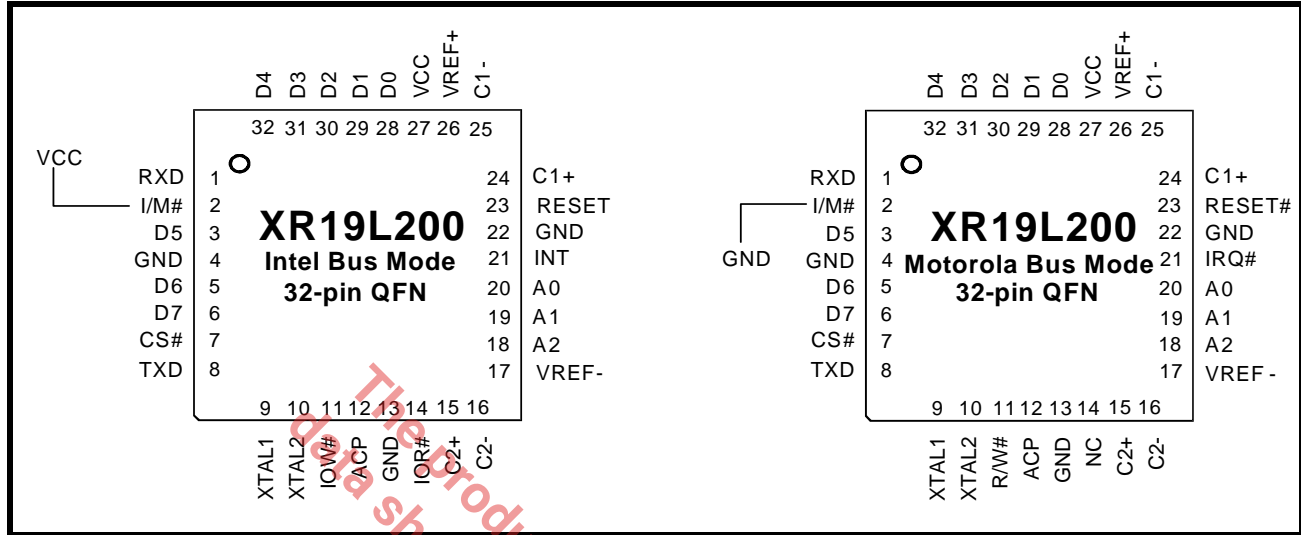 D4 D3 D2 D1 D0 VCC VREF+ C1-
32 31 30 29 28 27 26 25
VCC
RXD 1
I/M# 2
D5 3
GND 4
D6 5
D7 6
CS# 7
TXD 8
XR19L200
Intel Bus Mode
32-pin QFN
24 C1+
23 RESET
22 GND
21 INT
20 A0
19 A1
18 A2
17 VREF-
9 10 11 12 13 14 15 16
XTAL1 XTAL2 IOW# ACP GND IOR# C2+ C2-
The produ
data sh
D4 D3 D2 D1 D0 VCC VREF+ C1-
32 31 30 29 28 27 26 25
RXD 1
I/M# 2
D5 3
GND
GND 4
D6 5
D7 6
CS# 7
TXD 8
XR19L200
Motorola Bus Mode
32-pin QFN
24 C1+
23 RESET#
22 GND
21 IRQ#
20 A0
19 A1
18 A2
17 VREF-
9 10 11 12 13 14 15 16
XTAL1 XTAL2 R/W# ACP GND NC C2+ C2-